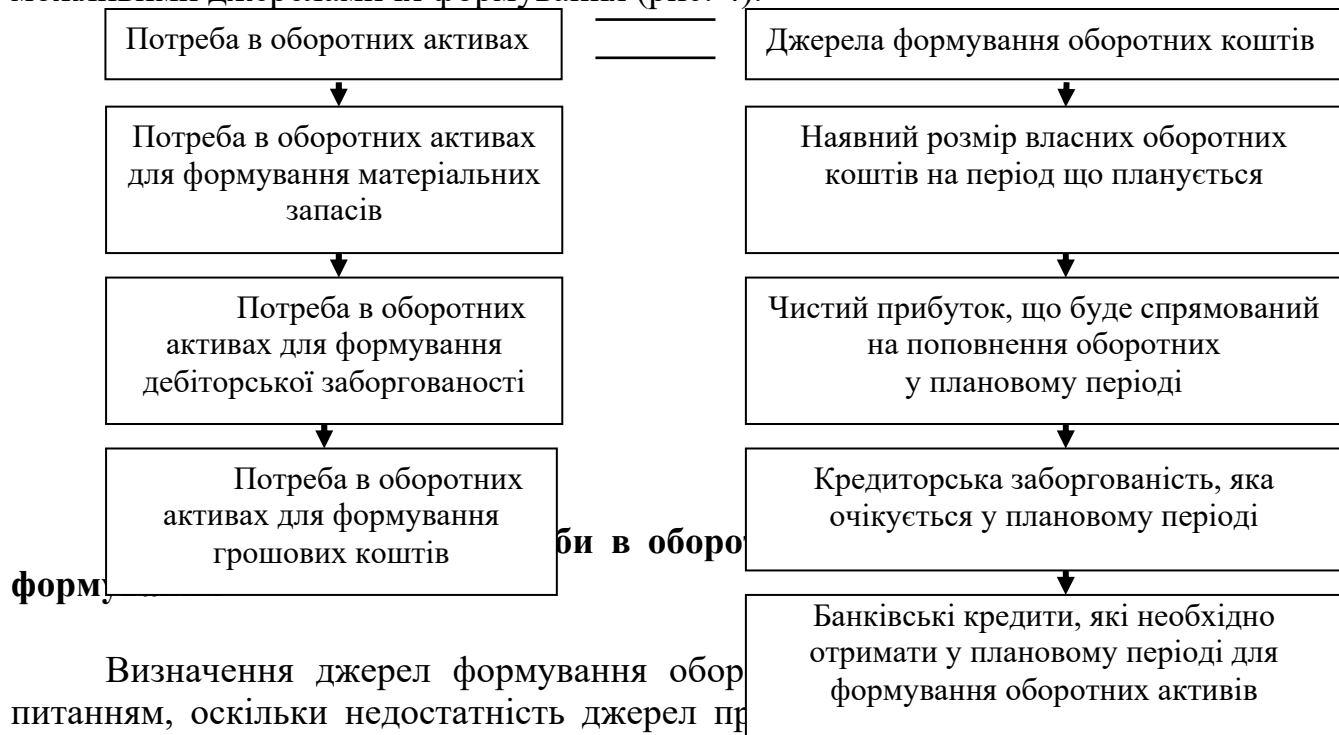 Потреба в оборотних активах
Джерела формування оборотних коштів
Потреба в оборотних активах
для формування матеріальних
запасів
Наявний розмір власних оборотних
коштів на період що планується
Потреба в оборотних
активах для формування
дебіторської заборгованості
Чистий прибуток, що буде спрямований
на поповнення оборотних
у плановому періоді
Потреба в оборотних
активах для формування
грошових коштів
Кредиторська заборгованість, яка
очікується у плановому періоді
би в оборот
форму
Банківські кредити, які необхідно
отримати у плановому періоді для
формування оборотних активів
Визначення джерел формування обор
питанням, оскільки недостатність джерел пр